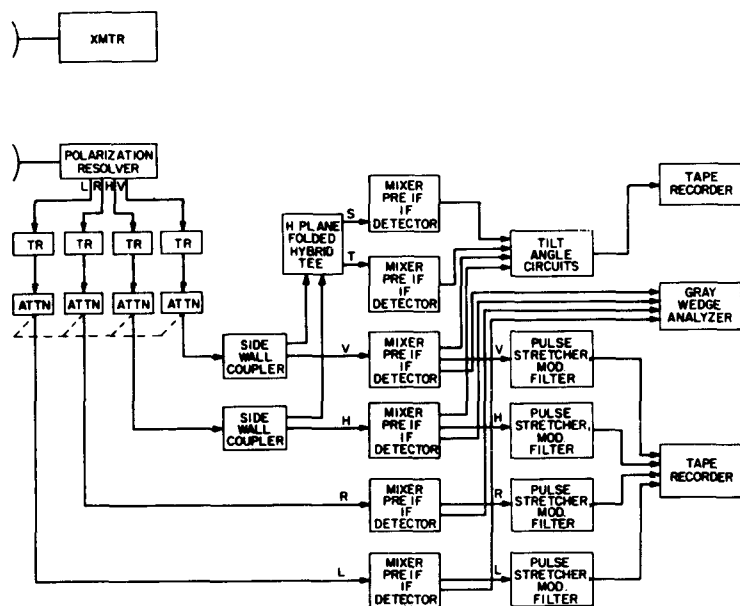 XMTR
POLARIZATION
RESOLVER
L R H V
TR
TR
TR
TR
ATTN
ATTN
ATTN
ATTN
H PLANE
FOLDED
HYBRID
TEE
S
T
MIXER
PRE IF
IF
DETECTOR
MIXER
PRE IF
IF
DETECTOR
TILT
ANGLE
CIRCUITS
TAPE
RECORDER
GRAY
WEDGE
ANALYZER
SIDE
WALL
COUPLER
V
MIXER
PRE IF
IF
DETECTOR
V
PULSE
STRETCHER
MOD.
FILTER
SIDE
WALL
COUPLER
H
MIXER
PRE IF
IF
DETECTOR
H
PULSE
STRETCHER,
MOD.
FILTER
TAPE
RECORDER
R
MIXER
PRE IF
IF
DETECTOR
R
PULSE
STRETCHER
MOD.
FILTER
L
MIXER
PRE IF
IF
DETECTOR
L
PULSE
STRETCHER
MOD.
FILTER